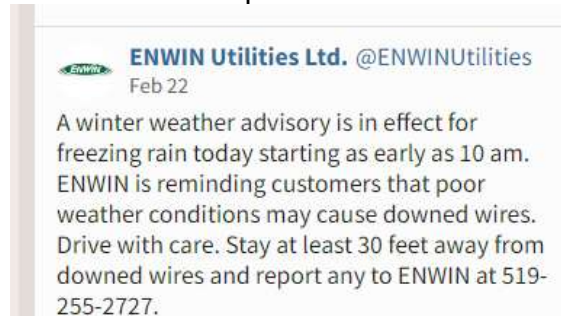 ENWIN
ENWIN Utilities Ltd. @ENWINUtilities
Feb 22
A winter weather advisory is in effect for
freezing rain today starting as early as 10 am.
ENWIN is reminding customers that poor
weather conditions may cause downed wires.
Drive with care. Stay at least 30 feet away from
downed wires and report any to ENWIN at 519-
255-2727.